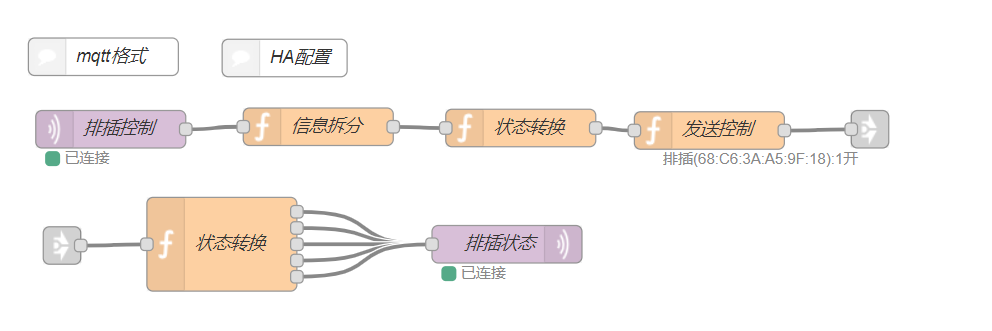 mqtt格式
HA配置
排插控制
信息拆分
状态转换
发送控制
已连接
排插(68:C6:3A:A5:9F:18):1开
状态转换
排插状态
已连接